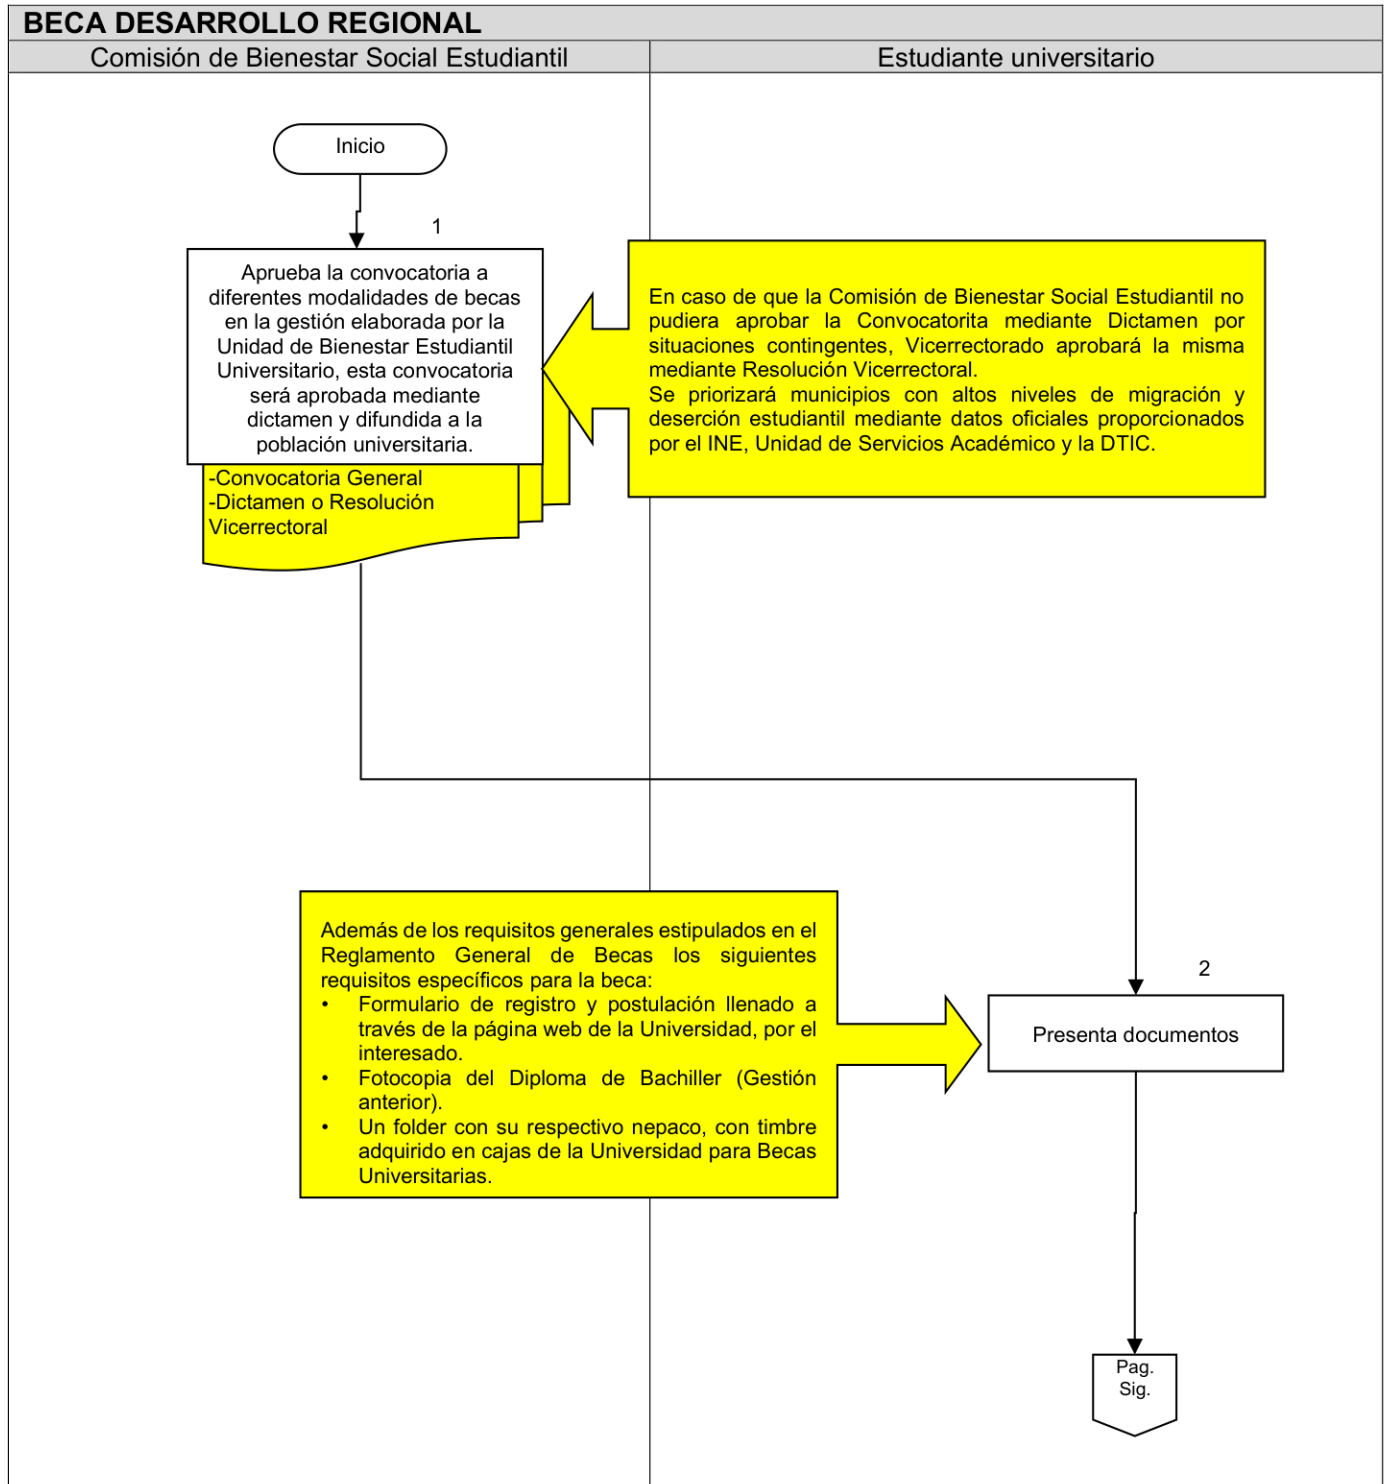 BECA DESARROLLO REGIONAL
Comisión de Bienestar Social Estudiantil
Estudiante universitario
Inicio
1
Aprueba la convocatoria a
diferentes modalidades de becas
en la gestión elaborada por la
Unidad de Bienestar Estudiantil
Universitario, esta convocatoria
será aprobada mediante
dictamen y difundida a la
población universitaria.
-Convocatoria General
-Dictamen o Resolución
Vicerrectoral
En caso de que la Comisión de Bienestar Social Estudiantil no
pudiera aprobar la Convocatorita mediante Dictamen por
situaciones contingentes, Vicerrectorado aprobará la misma
mediante Resolución Vicerrectoral.
Se priorizará municipios con altos niveles de migración y
deserción estudiantil mediante datos oficiales proporcionados
por el INE, Unidad de Servicios Académico y la DTIC.
Además de los requisitos generales estipulados en el
Reglamento General de Becas los siguientes
requisitos específicos para la beca:
• Formulario de registro y postulación llenado a
través de la página web de la Universidad, por el
interesado.
• Fotocopia del Diploma de Bachiller (Gestión
anterior).
• Un folder con su respectivo nepaco, con timbre
adquirido en cajas de la Universidad para Becas
Universitarias.
2
Presenta documentos
Pag.
Sig.